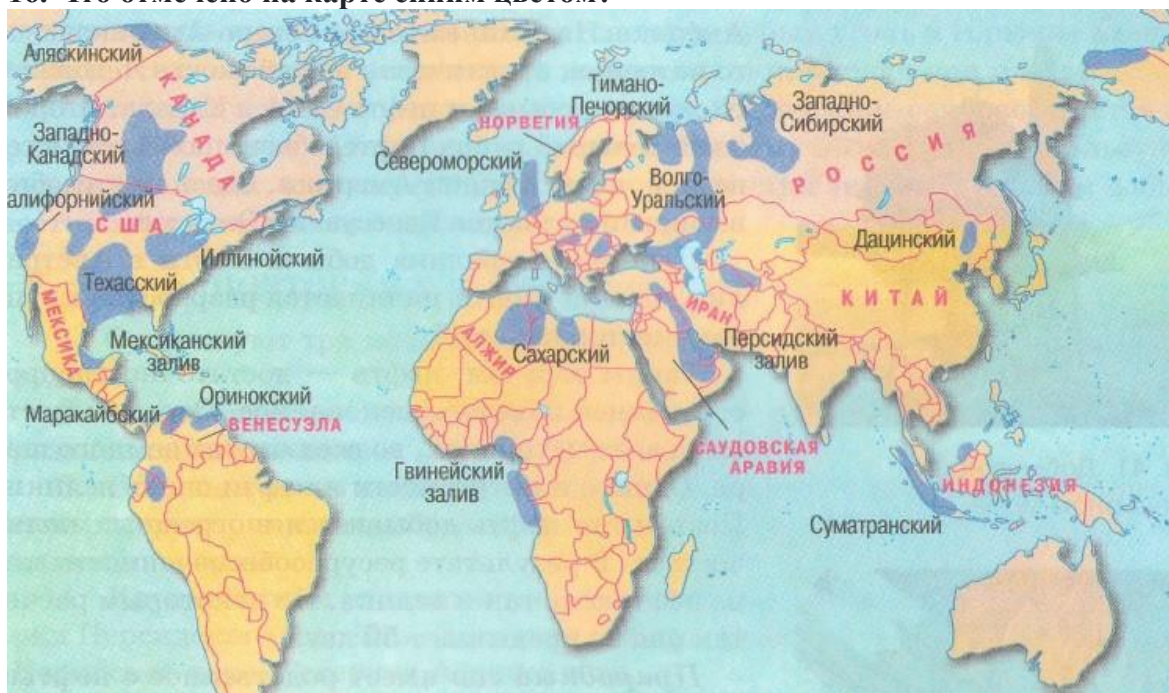 Аляскинский
КАНАДА
Западно-
Канадский
алифорнийский
США
Иллинойский
Техасский
МЕКСИКА
Мексиканский
залив
Маракайбский
Оринокский
ВЕНЕСУЭЛА
Тимано-
Печорский
НОРВЕГИЯ
Североморский
Западно-
Сибирский
РОССИЯ
Волго-
Уральский
Дацинский
КИТАЙ
ИРАН
Персидский
залив
АЛЖИР
Сахарский
САУДОВСКАЯ
АРАВИЯ
Гвинейский
залив
ИНДОНЕЗИЯ
Суматранский